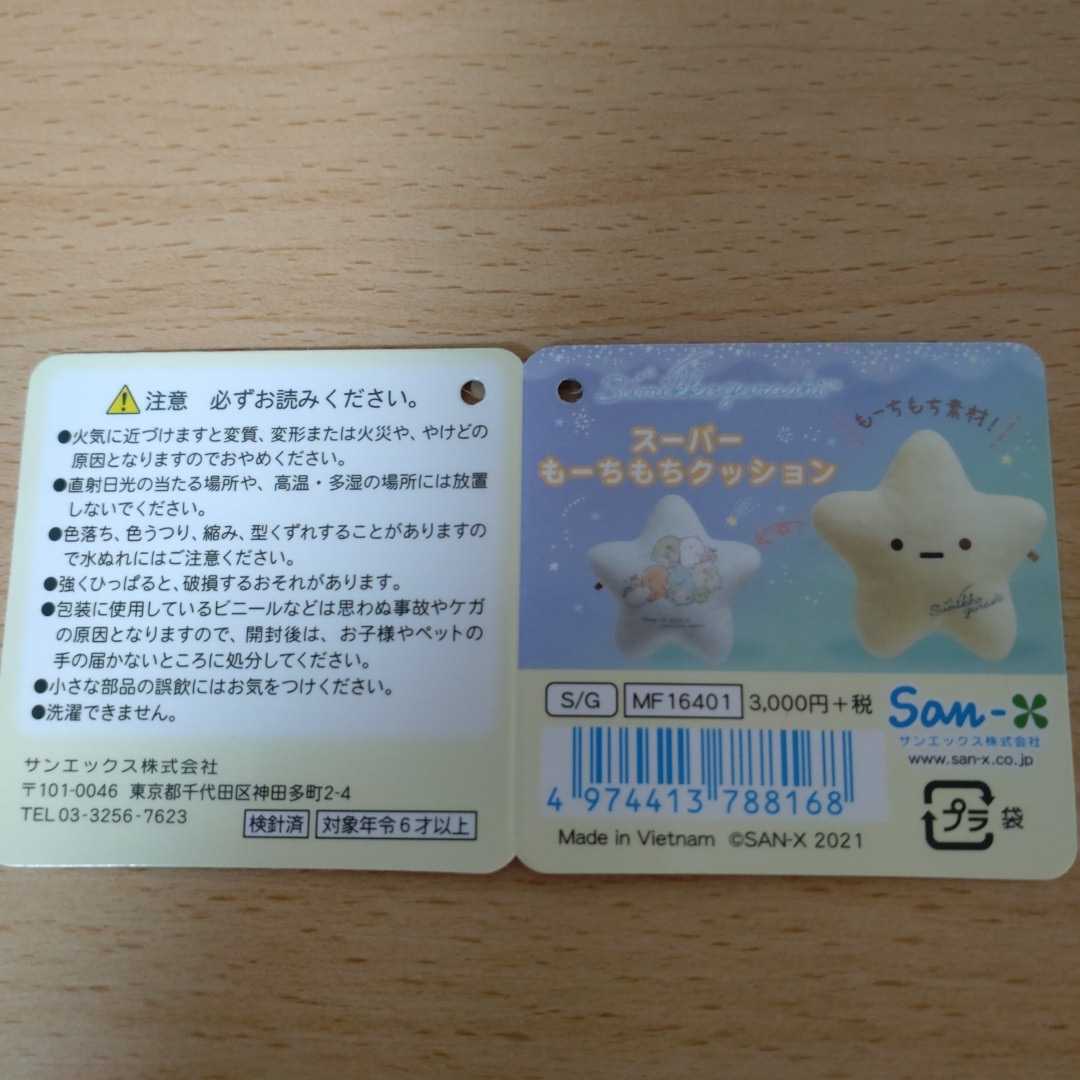 注意 必ずお読みください。
●火気に近づけますと変質、変形または火災や、やけどの
原因となりますのでおやめください。
●直射日光の当たる場所や、高温・多湿の場所には放置
しないでください。
●色落ち、色うつり、縮み、型くずれすることがありますの
で水ぬれにはご注意ください。
●強くひっぱると、破損するおそれがあります。
●包装に使用しているビニールなどは思わぬ事故やケガ
の原因となりますので、開封後は、お子様やペットの
手の届かないところに処分してください。
●小さな部品の誤飲にはお気をつけください。
●洗濯できません。
サンエックス株式会社
〒101-0046 東京都千代田区神田多町2-4
TEL 03-3256-7623
検針済 対象年令6才以上
Sumikkogurashi
スーパー
もーちもちクッション
もーちもち素材!
Sumikko
gurashi
S/G MF16401 3,000円+税
San-X
サンエックス株式会社
www.san-x.co.jp
4 974413 788168
プラ 袋
Made in Vietnam ©SAN-X 2021